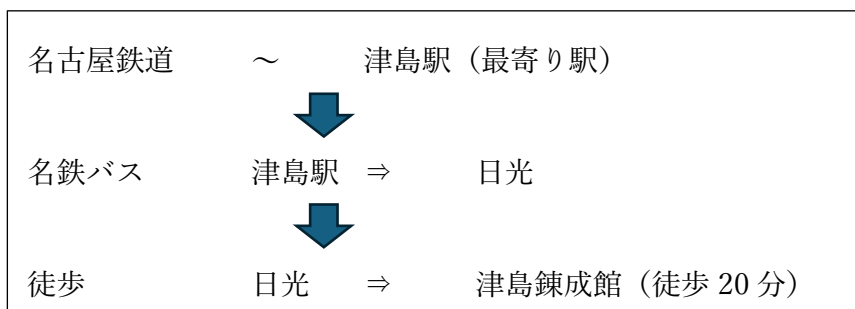 名古屋鉄道 ～ 津島駅（最寄り駅）
名鉄バス 津島駅 ⇒ 日光
徒歩 日光 ⇒ 津島錬成館（徒歩 20 分）